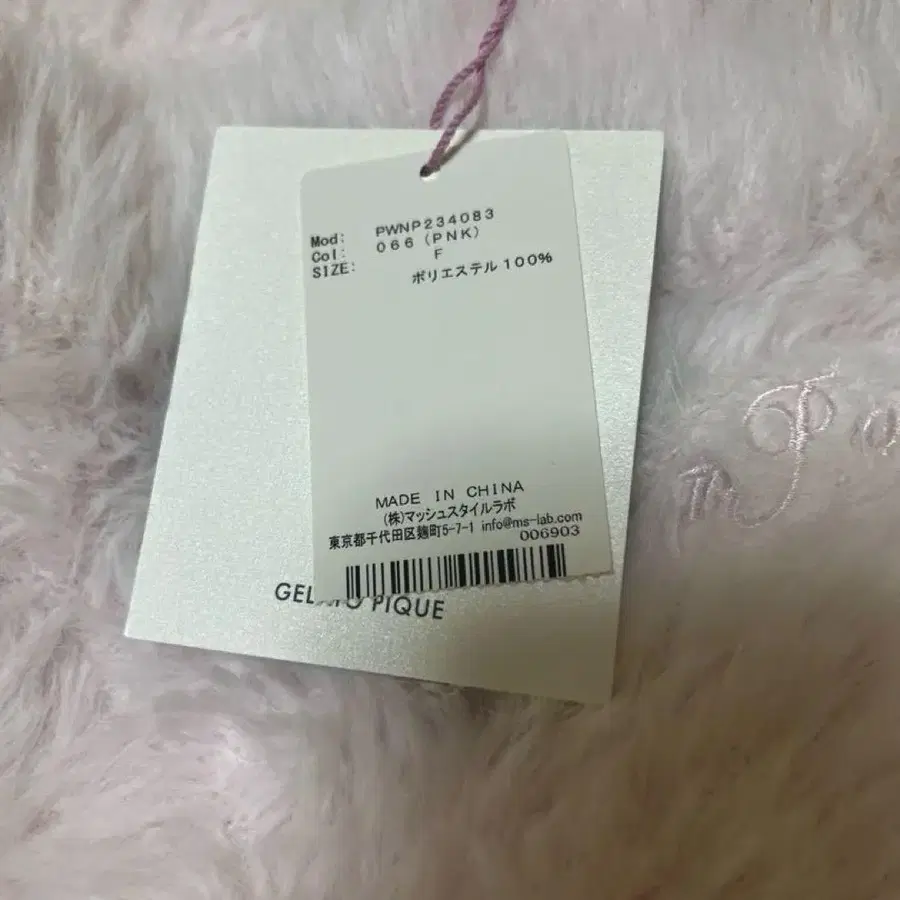 Mod: PWNP234083
Col: 066 (PNK)
SIZE: F
ポリエステル100%
MADE IN CHINA
(株)マッシュスタイルラボ
東京都千代田区麹町5-7-1 info@ms-lab.com
006903
PIQUE